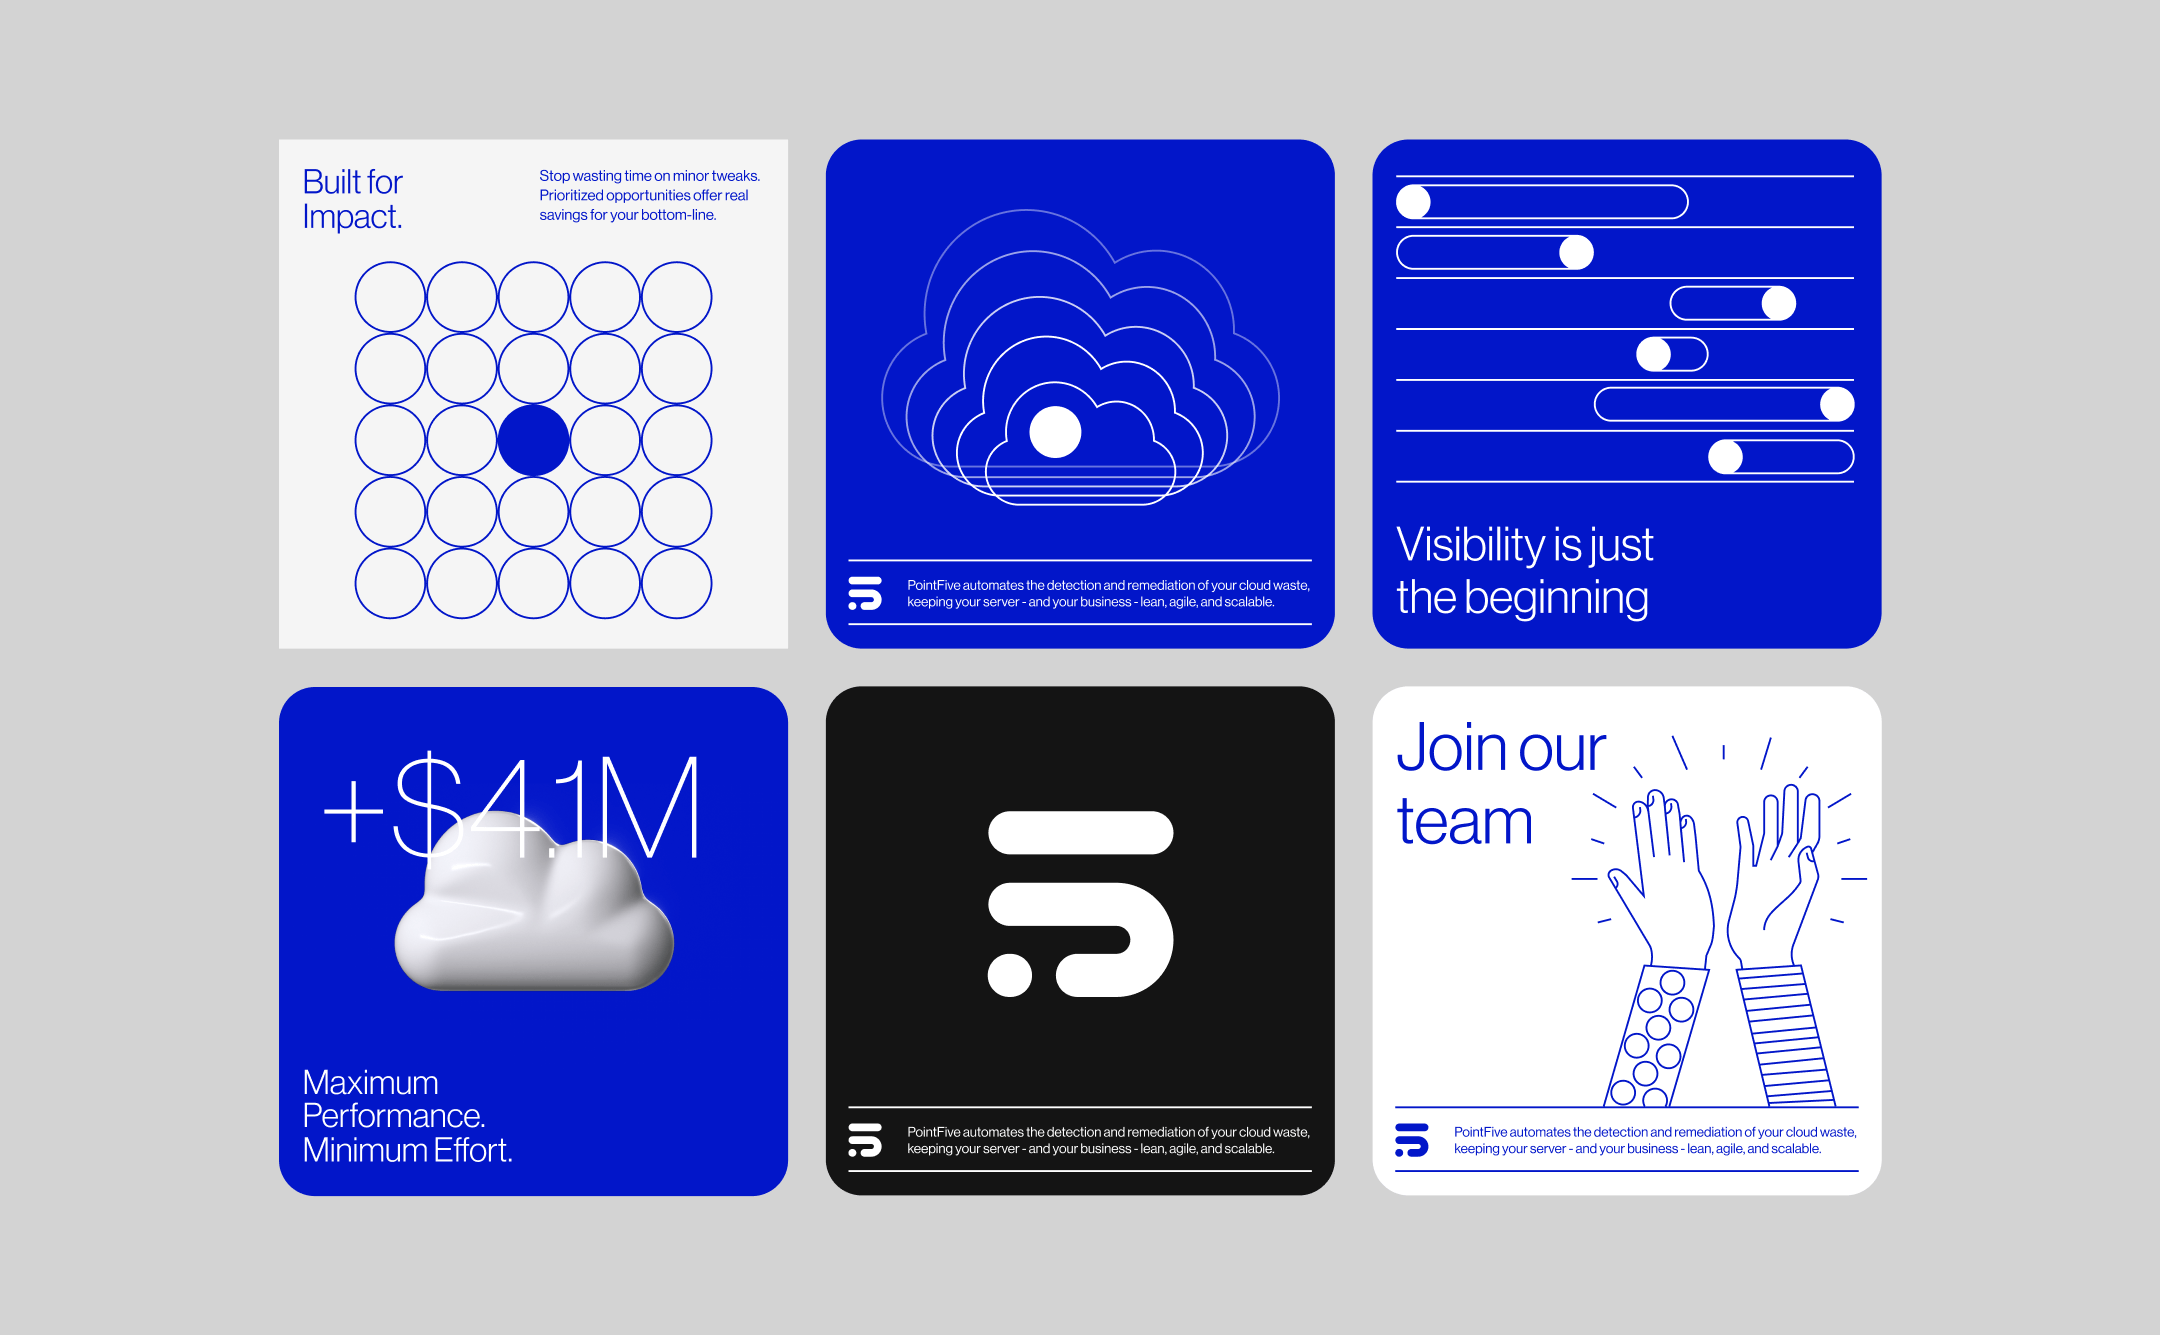 Built for
Impact.
Stop wasting time on minor tweaks.
Prioritized opportunities offer real
savings for your bottom-line.
PointFive automates the detection and remediation of your cloud waste,
keeping your server - and your business - lean, agile, and scalable.
Visibility is just
the beginning
+$4.1M
Maximum
Performance.
Minimum Effort.
PointFive automates the detection and remediation of your cloud waste,
keeping your server - and your business - lean, agile, and scalable.
Join our
team
PointFive automates the detection and remediation of your cloud waste,
keeping your server - and your business - lean, agile, and scalable.